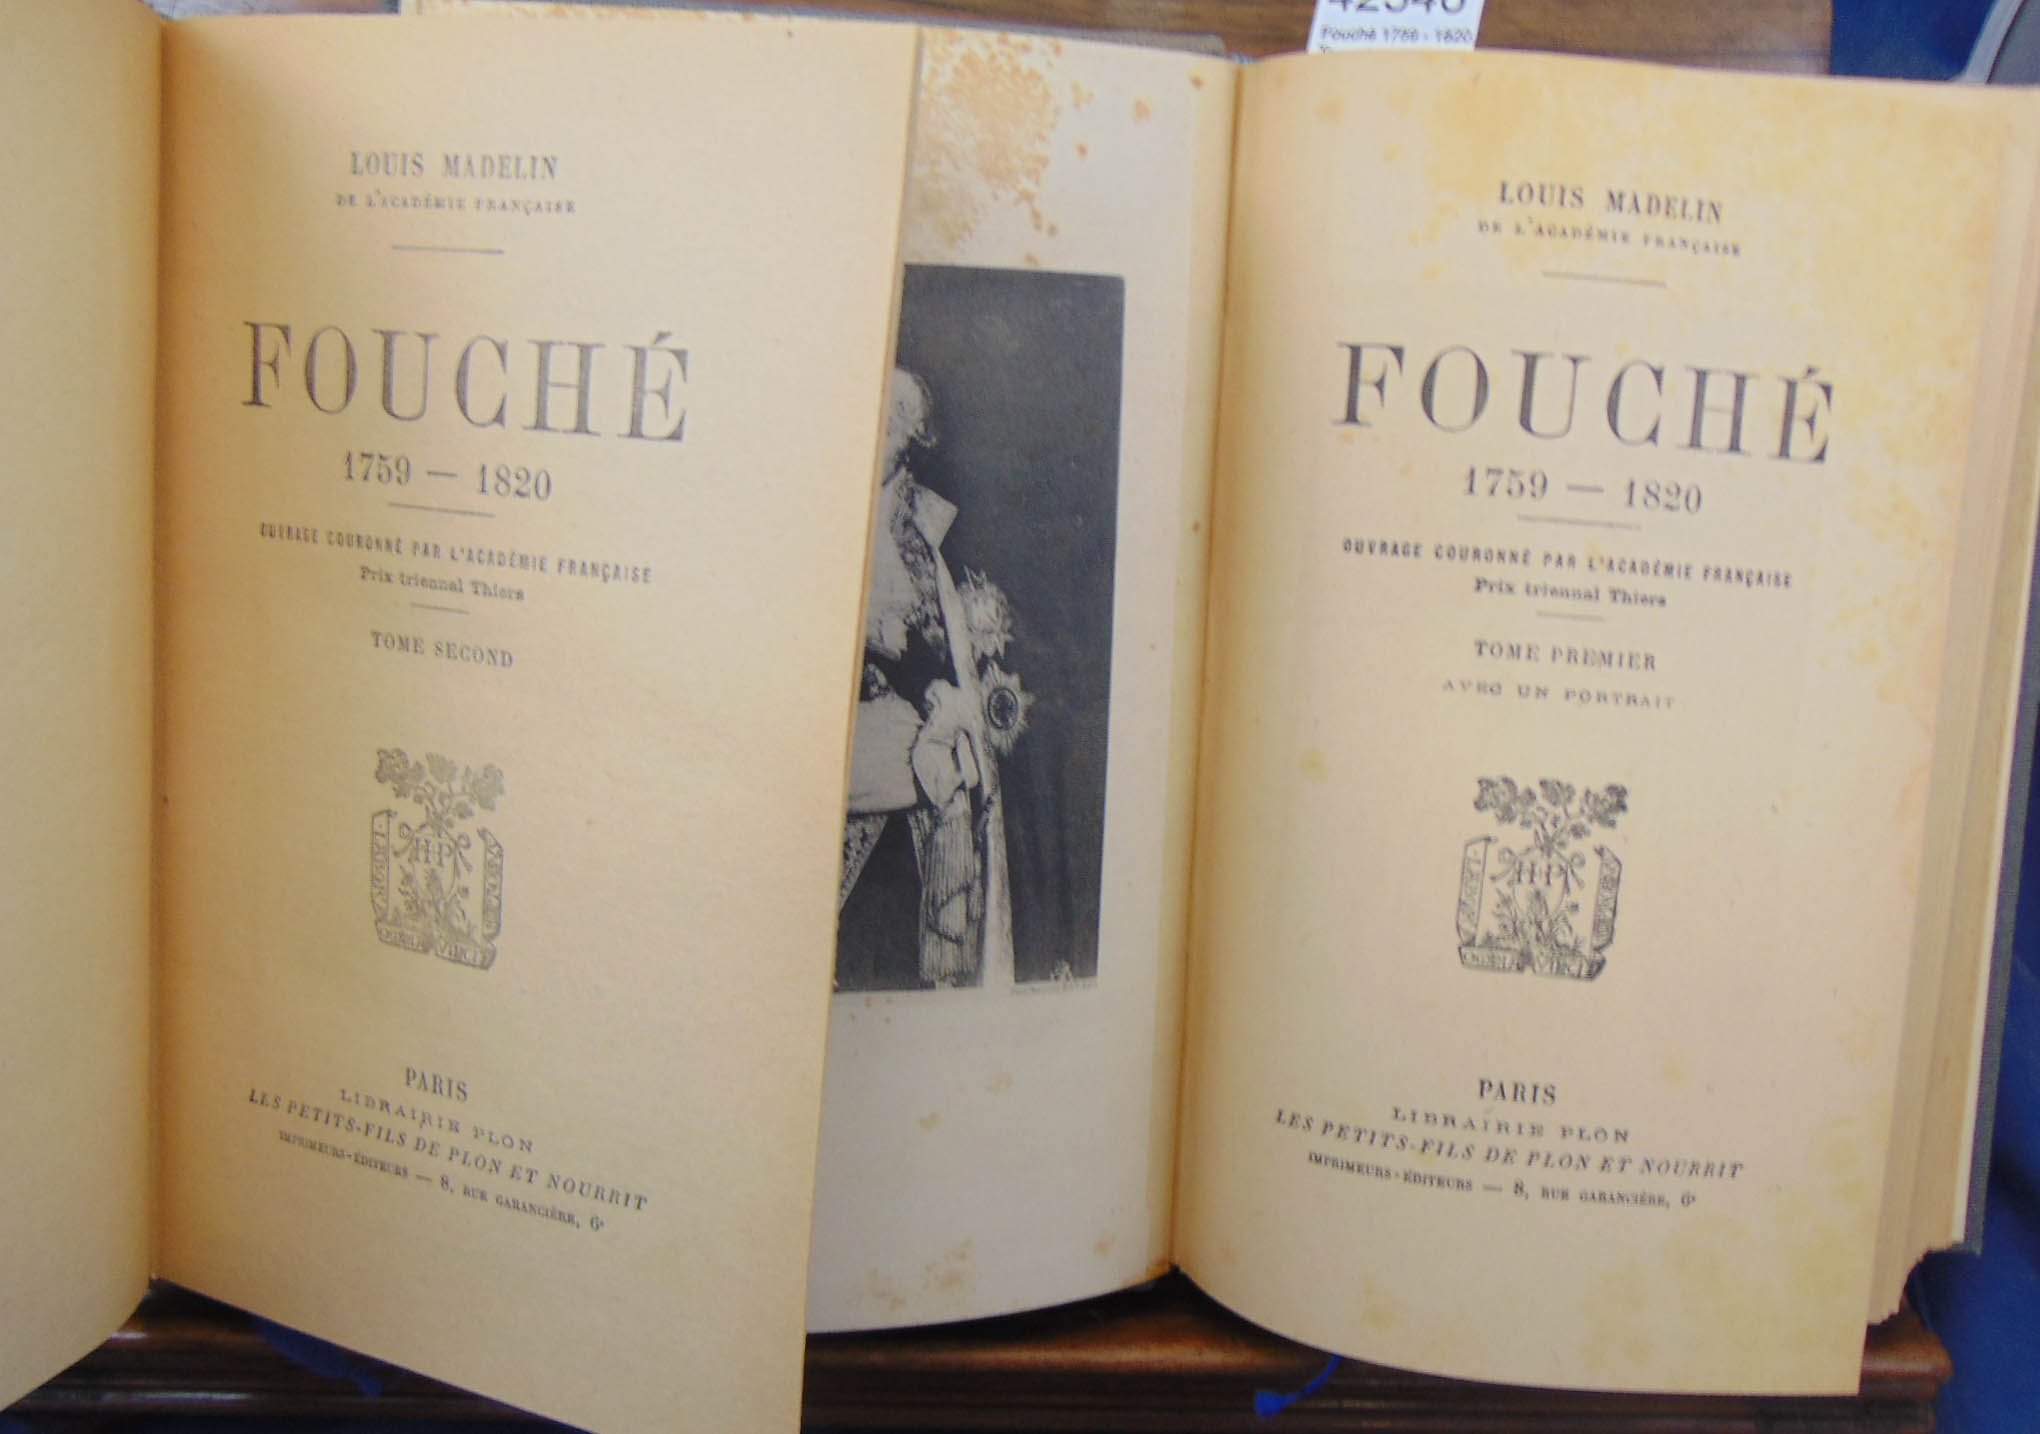 LOUIS MADELIN
DE L'ACADÉMIE FRANÇAISE
FOUCHÉ
1759 — 1820
OUVRAGE COURONNÉ PAR L'ACADÉMIE FRANÇAISE
Prix triennal Thiers
TOME SECOND
HP
PARIS
LIBRAIRIE PLON
LES PETITS-FILS DE PLON ET NOURRIT
IMPRIMEURS-ÉDITEURS — 8, RUE GARANCIÈRE, 6e
Fouché 1759 - 1820
LOUIS MADELIN
DE L'ACADÉMIE FRANÇAISE
FOUCHÉ
1759 — 1820
OUVRAGE COURONNÉ PAR L'ACADÉMIE FRANÇAISE
Prix triennal Thiers
TOME PREMIER
AVEC UN PORTRAIT
HP
PARIS
LIBRAIRIE PLON
LES PETITS-FILS DE PLON ET NOURRIT
IMPRIMEURS-ÉDITEURS — 8, RUE GARANCIÈRE, 6e